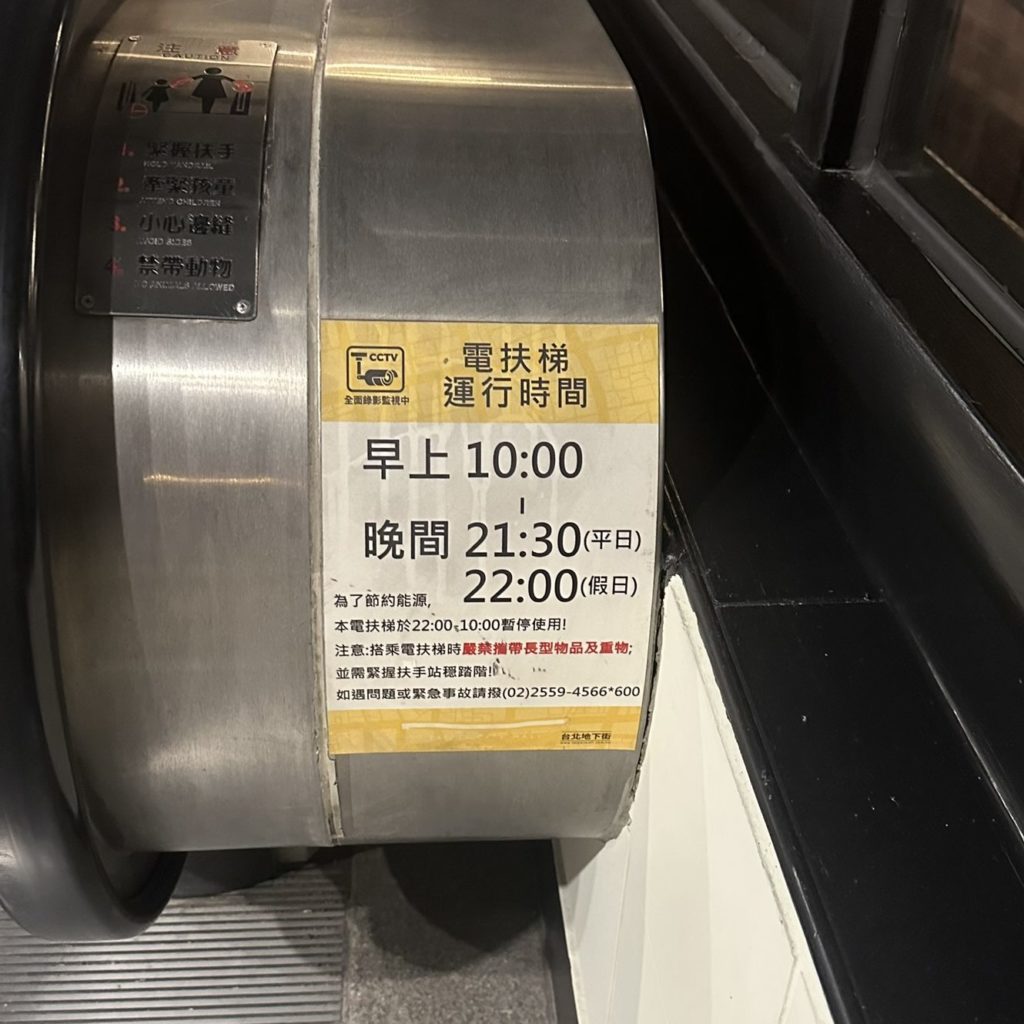 注意
CAUTION
1. 緊握扶手
HOLD HANDRAIL
2. 牽緊孩童
ATTEND CHILDREN
3. 小心邊縫
AVOID SIDES
4. 禁帶動物
NO ANIMALS ALLOWED
CCTV
全面錄影監視中
電扶梯
運行時間
早上 10:00
-
晚間 21:30(平日)
22:00(假日)
為了節約能源,
本電扶梯於22:00-10:00暫停使用!
注意:搭乘電扶梯時嚴禁攜帶長型物品及重物;
並需緊握扶手站穩踏階!
如遇問題或緊急事故請撥(02)2559-4566*600
台北地下街